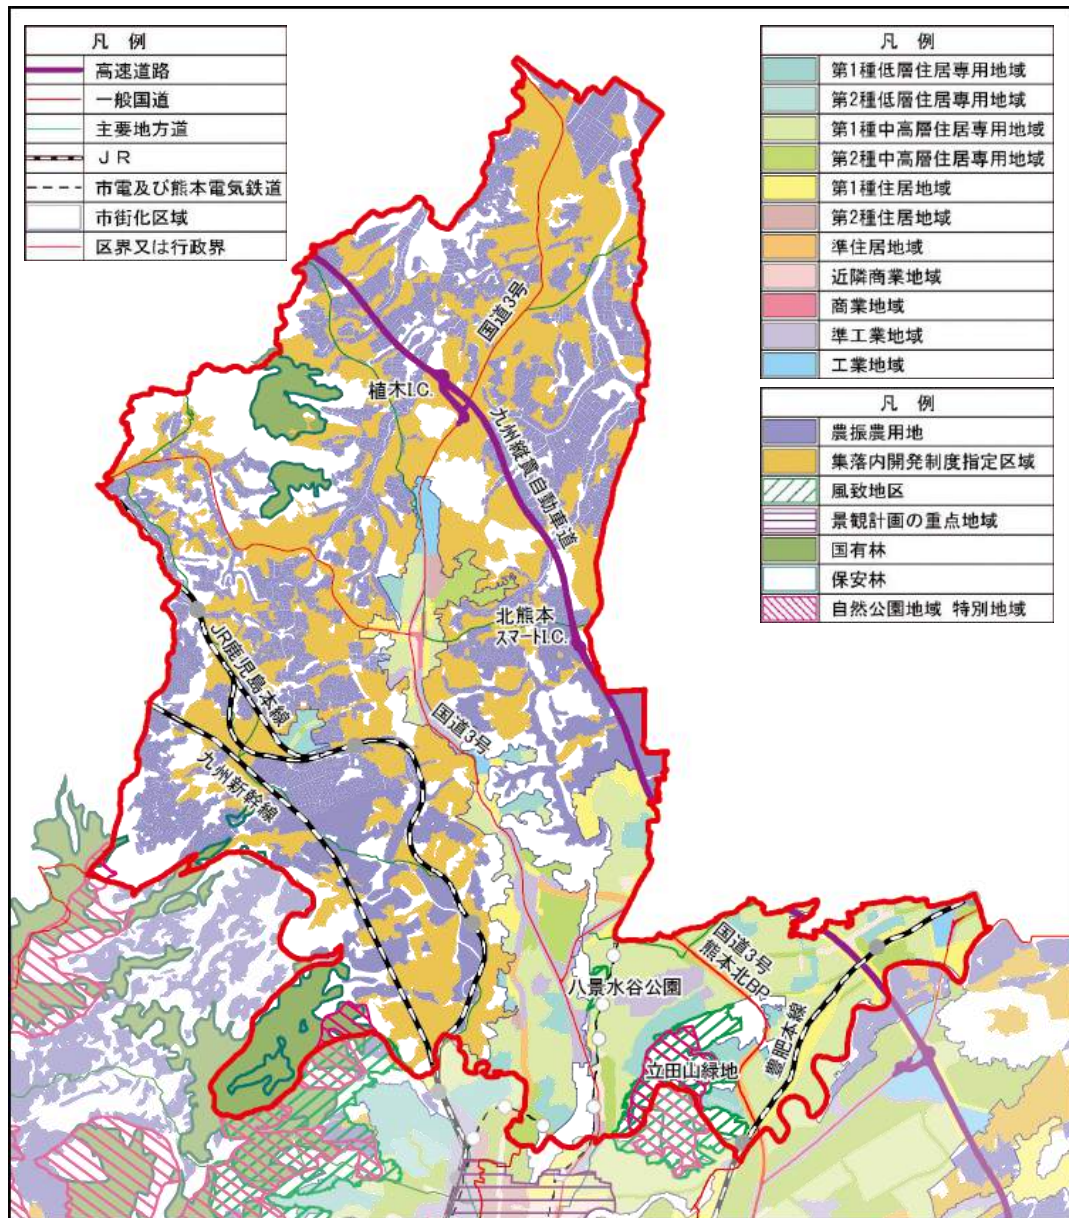 凡 例
高速道路
一般国道
主要地方道
ＪＲ
市電及び熊本電気鉄道
市街化区域
区界又は行政界
凡 例
第1種低層住居専用地域
第2種低層住居専用地域
第1種中高層住居専用地域
第2種中高層住居専用地域
第1種住居地域
第2種住居地域
準住居地域
近隣商業地域
商業地域
準工業地域
工業地域
凡 例
農振農用地
集落内開発制度指定区域
風致地区
景観計画の重点地域
国有林
保安林
自然公園地域 特別地域
国道3号
植木I.C.
九州縦貫自動車道
北熊本
スマートI.C.
JR鹿児島本線
国道3号
九州新幹線
国道3号
熊本北BP
八景水谷公園
豊肥本線
立田山緑地